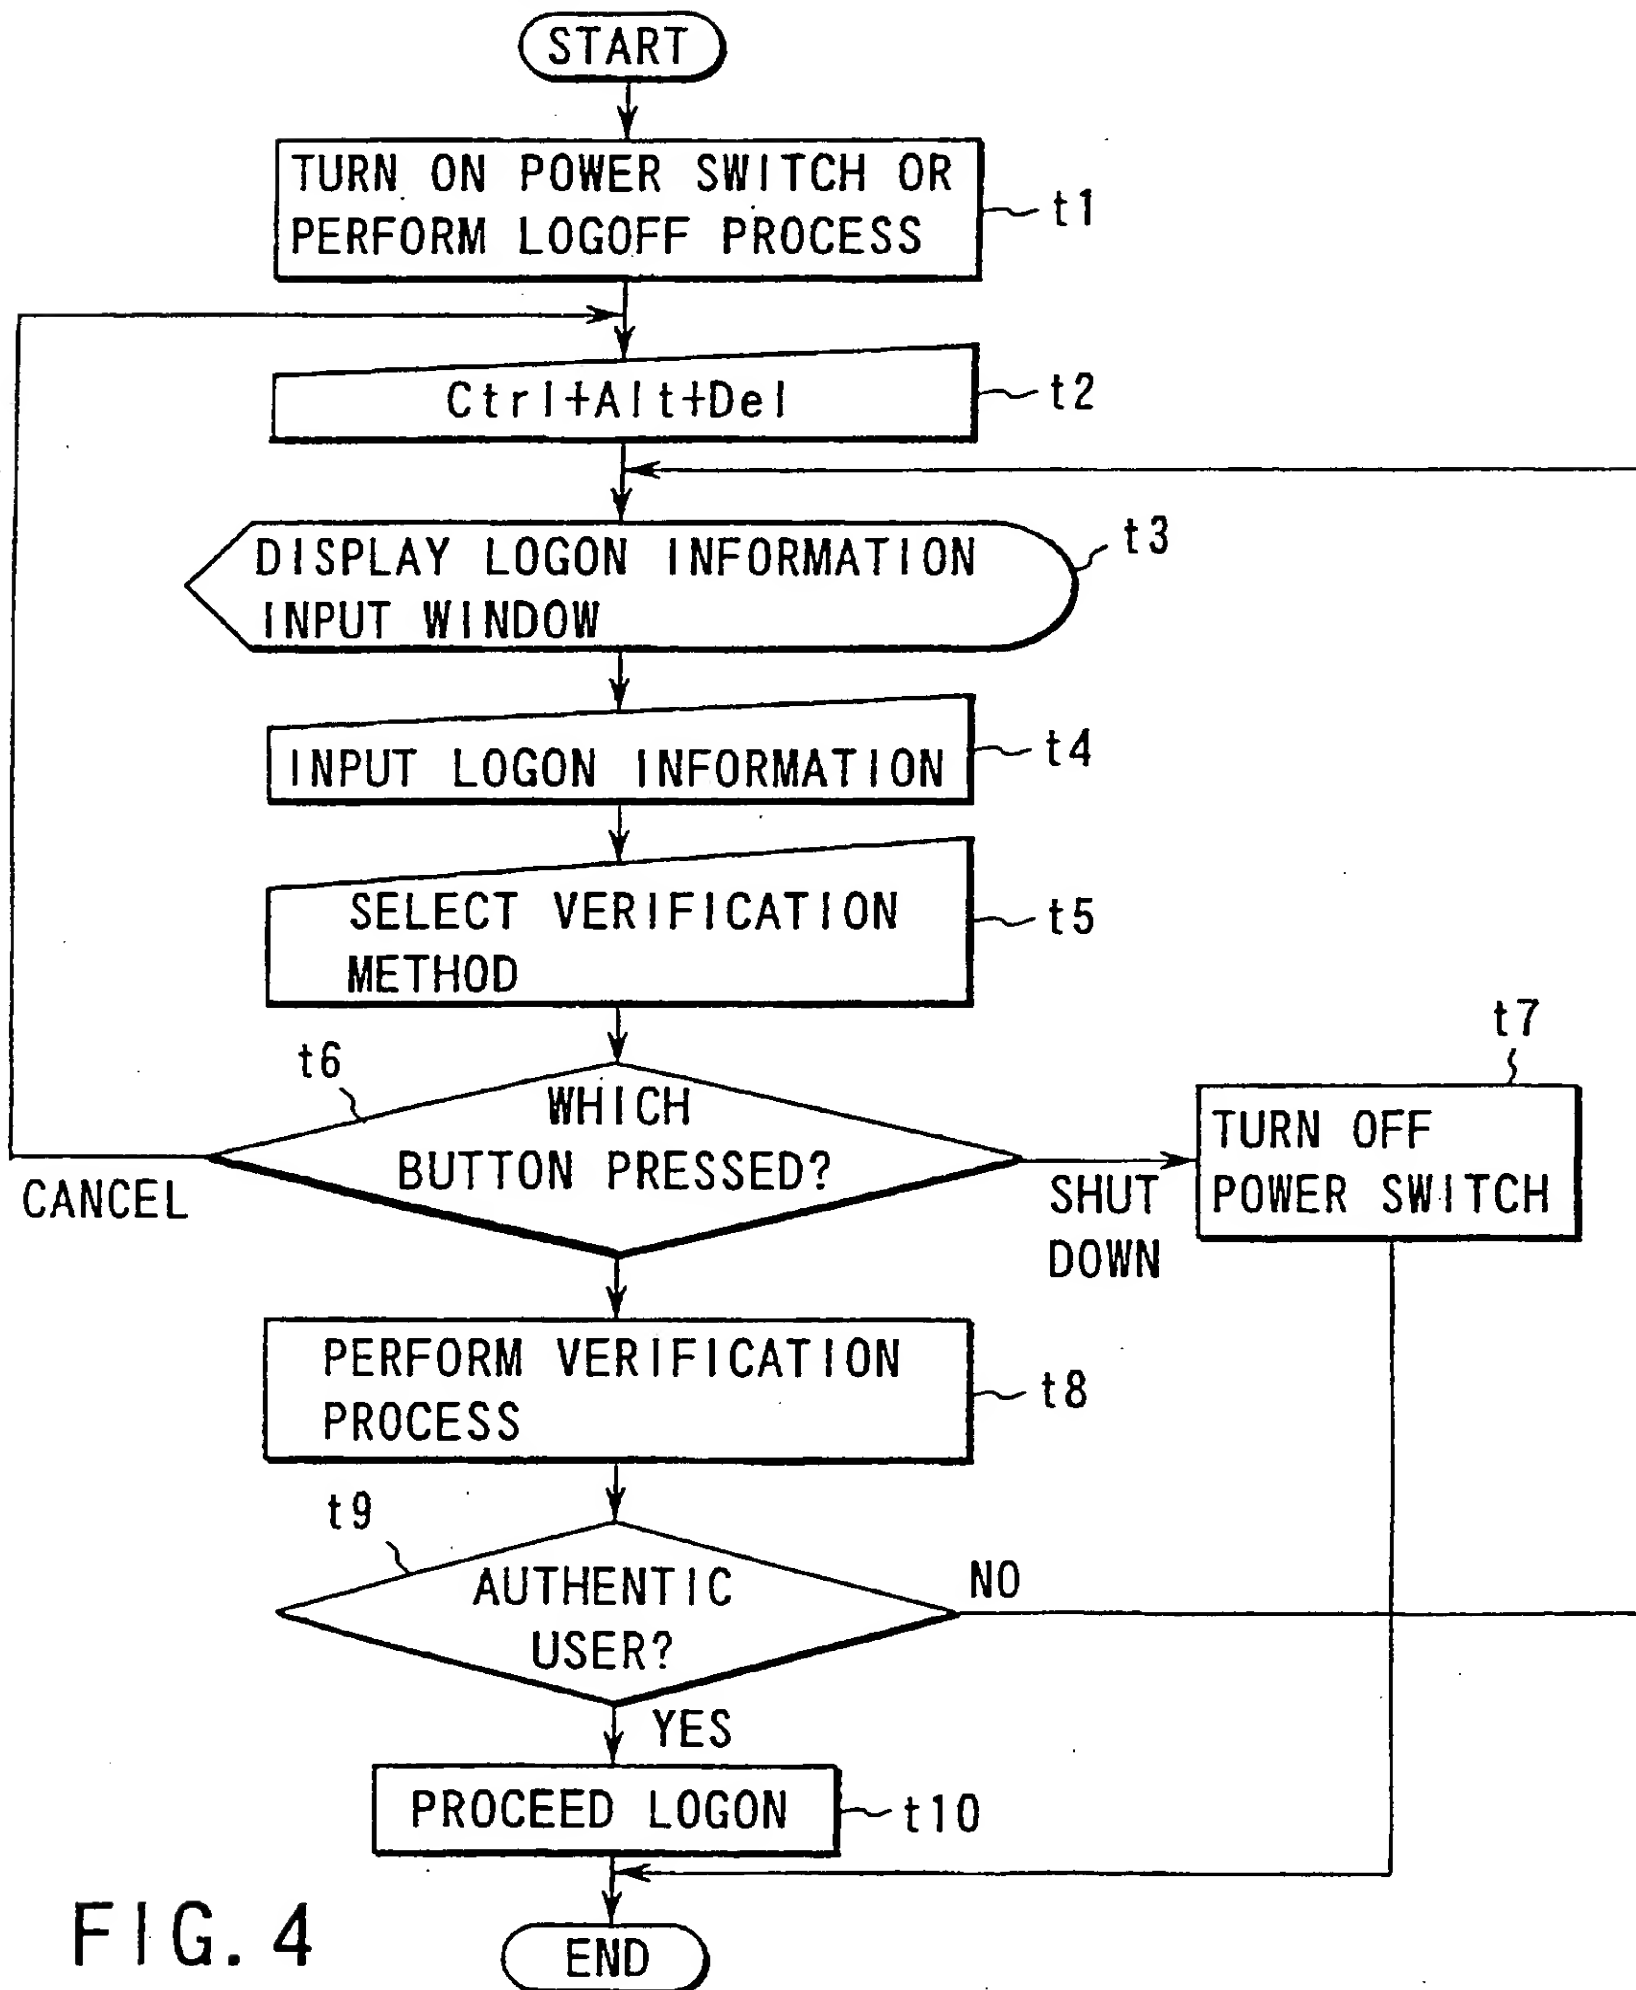 START
TURN ON POWER SWITCH OR
PERFORM LOGOFF PROCESS
t1
Ctrl+Alt+Del
t2
DISPLAY LOGON INFORMATION
INPUT WINDOW
t3
INPUT LOGON INFORMATION
t4
SELECT VERIFICATION
METHOD
t5
t6
WHICH
BUTTON PRESSED?
CANCEL
SHUT
DOWN
t7
TURN OFF
POWER SWITCH
PERFORM VERIFICATION
PROCESS
t8
t9
AUTHENTIC
USER?
NO
YES
PROCEED LOGON
t10
END
FIG. 4